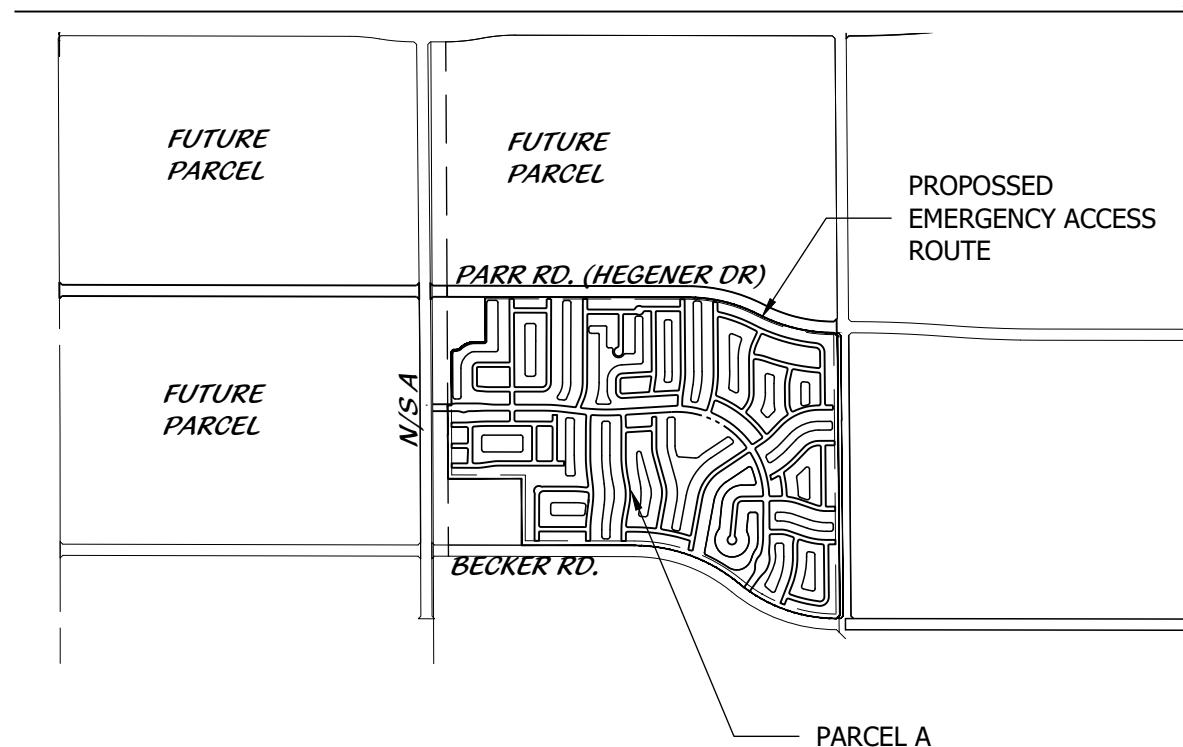 FUTURE
PARCEL
FUTURE
PARCEL
PROPOSSED
EMERGENCY ACCESS
ROUTE
PARR RD. (HEGENER DR)
FUTURE
PARCEL
N/S A
BECKER RD.
PARCEL A